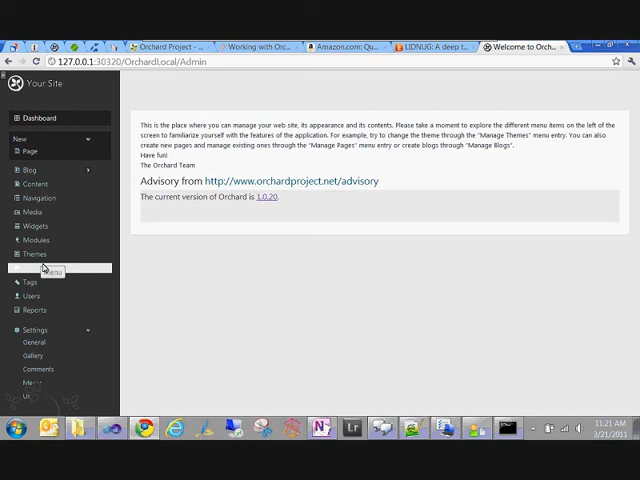 Orchard Project - ...
Working with Orc...
Amazon.com: Qu...
LIDNUG: A deep t...
Welcome to Orch...
127.0.0.1:30320/OrchardLocal/Admin
Your Site
Dashboard
New
Page
Blog
Content
Navigation
Media
Widgets
Modules
Themes
Menu
Tags
Users
Reports
Settings
General
Gallery
Comments
This is the place where you can manage your web site, its appearance and its contents. Please take a moment to explore the different menu items on the left of the
screen to familiarize yourself with the features of the application. For example, try to change the theme through the "Manage Themes" menu entry. You can also
create new pages and manage existing ones through the "Manage Pages" menu entry or create blogs through "Manage Blogs".
Have fun!
The Orchard Team
Advisory from http://www.orchardproject.net/advisory
The current version of Orchard is 1.0.20.
Lr
11:21 AM
3/21/2011